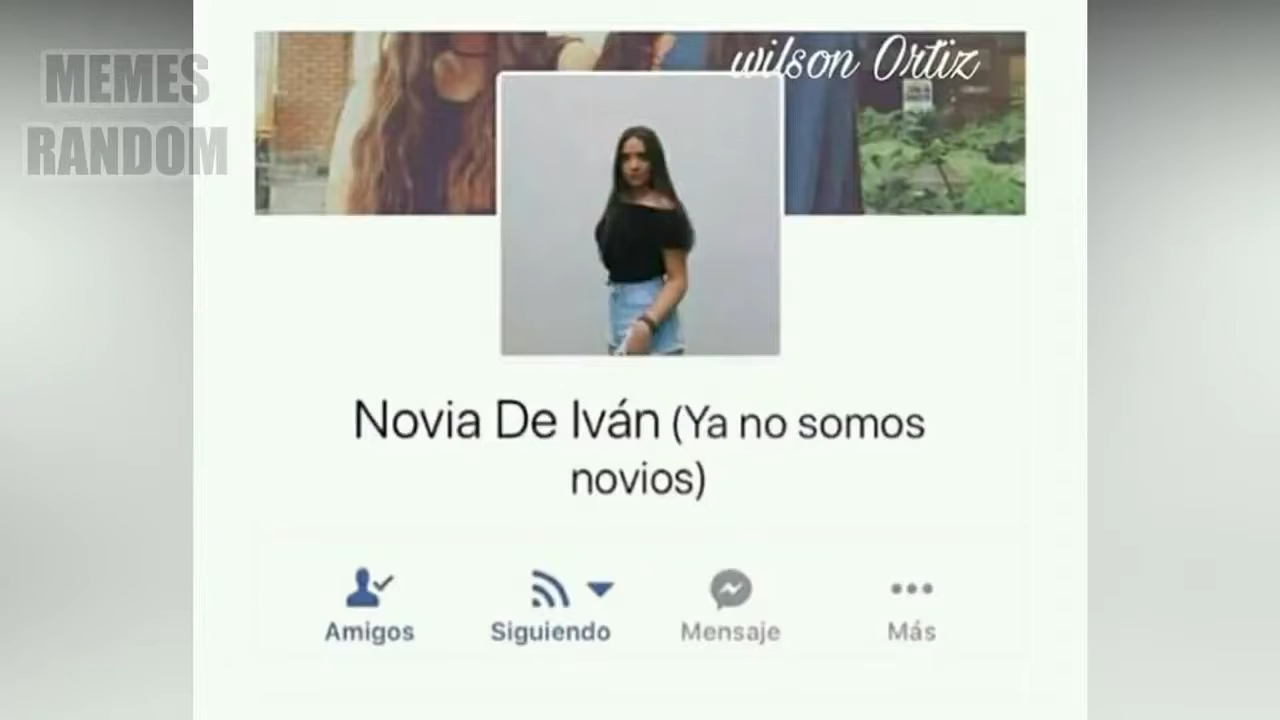 MEMES
RANDOM
wilson Ortiz
Novia De Iván (Ya no somos
novios)
Amigos
Siguiendo
Mensaje
Más